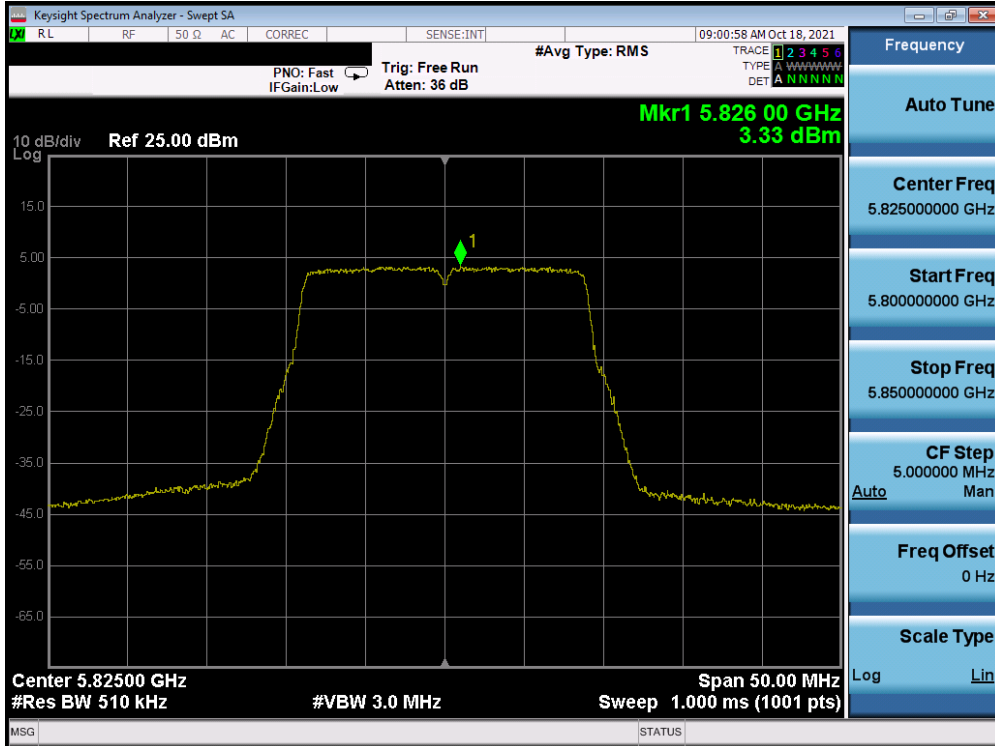 Keysight Spectrum Analyzer - Swept SA
LXI RL RF 50 Ω AC CORREC SENSE:INT 09:00:58 AM Oct 18, 2021
#Avg Type: RMS
TRACE 1 2 3 4 5 6
PNO: Fast Trig: Free Run TYPE A WWWWW
IFGain:Low Atten: 36 dB DET A N N N N N
Mkr1 5.826 00 GHz
3.33 dBm
10 dB/div Ref 25.00 dBm
Log
15.0
1
5.00
-5.00
-15.0
-25.0
-35.0
-45.0
-55.0
-65.0
Center 5.82500 GHz Span 50.00 MHz
#Res BW 510 kHz #VBW 3.0 MHz Sweep 1.000 ms (1001 pts)
MSG STATUS
Frequency
Auto Tune
Center Freq
5.825000000 GHz
Start Freq
5.800000000 GHz
Stop Freq
5.850000000 GHz
CF Step
5.000000 MHz
Auto Man
Freq Offset
0 Hz
Scale Type
Log Lin